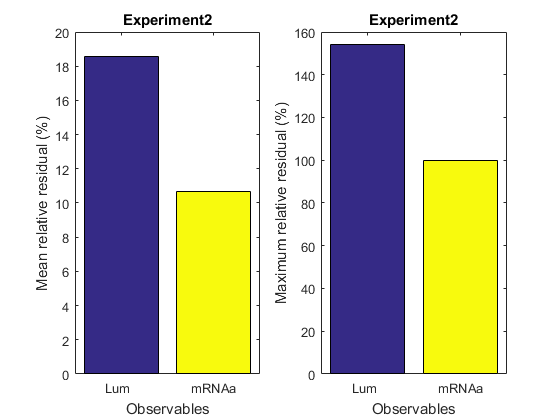 Experiment2
Mean relative residual (%)
20
18
16
14
12
10
8
6
4
2
0
Lum mRNAa
Observables
Experiment2
Maximum relative residual (%)
160
140
120
100
80
60
40
20
0
Lum mRNAa
Observables